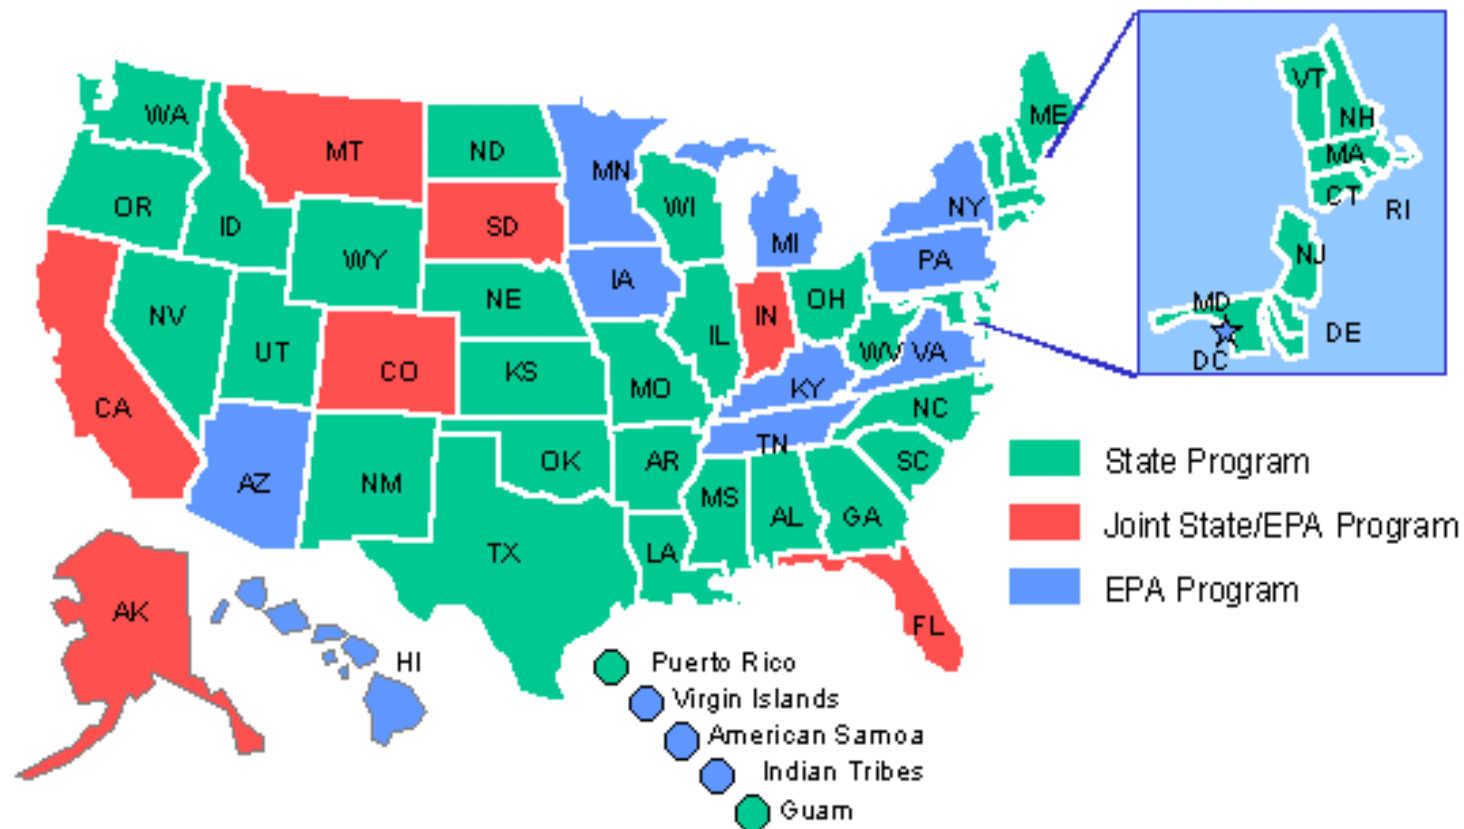 WA
MT
ND
MN
ME
OR
ID
SD
WI
NY
WY
MI
PA
IA
NE
NV
OH
IN
UT
IL
WV
VA
CO
KS
MO
KY
CA
NC
TN
AZ
NM
OK
AR
SC
MS
AL
GA
TX
LA
AK
FL
HI
VT
NH
MA
CT
RI
NJ
MD
DE
DC
State Program
Joint State/EPA Program
EPA Program
Puerto Rico
Virgin Islands
American Samoa
Indian Tribes
Guam